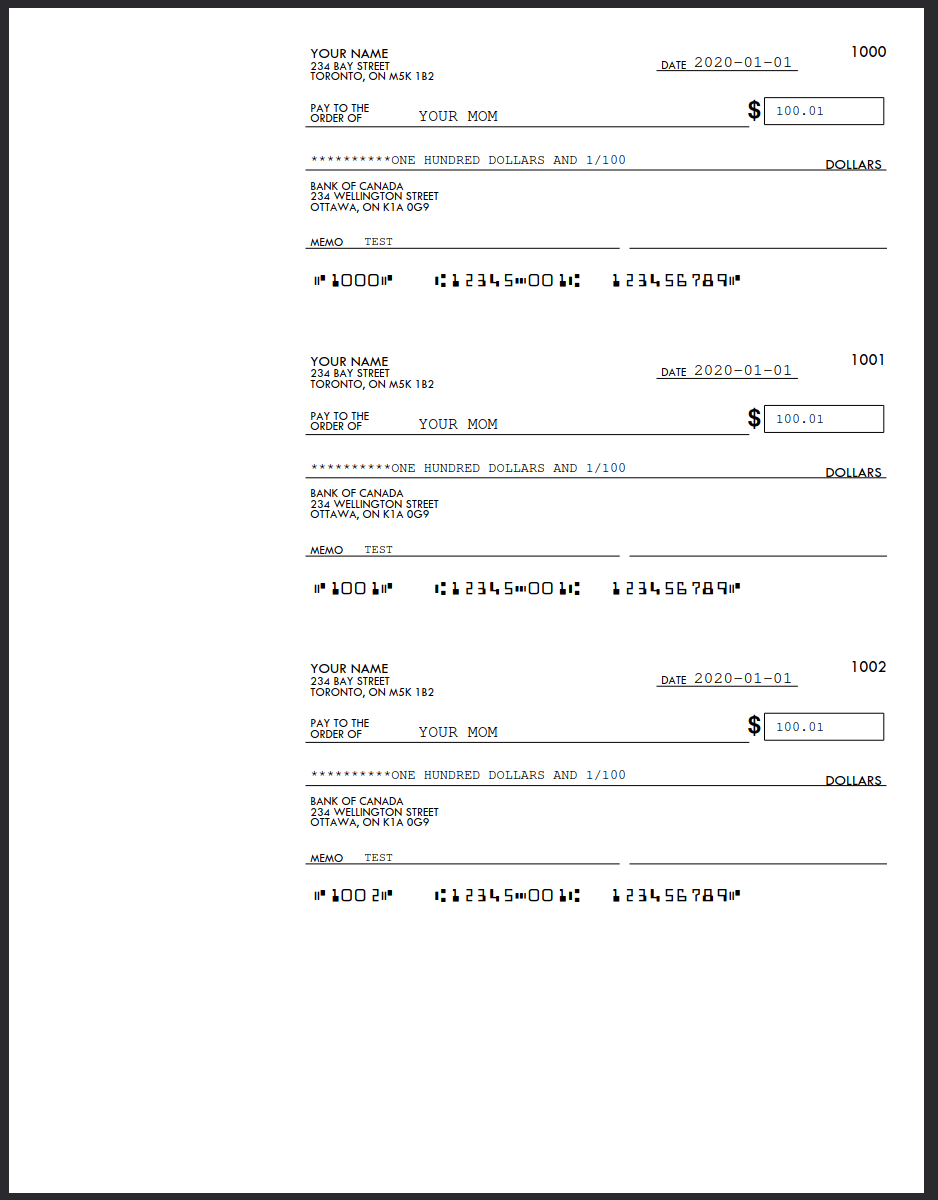 YOUR NAME 1000
234 BAY STREET DATE 2020-01-01
TORONTO, ON M5K 1B2
PAY TO THE
ORDER OF YOUR MOM $ 100.01
**********ONE HUNDRED DOLLARS AND 1/100 DOLLARS
BANK OF CANADA
234 WELLINGTON STREET
OTTAWA, ON K1A 0G9
MEMO TEST
⑈1000⑈ ⑆12345⑉001⑆ 123456789⑈
YOUR NAME 1001
234 BAY STREET DATE 2020-01-01
TORONTO, ON M5K 1B2
PAY TO THE
ORDER OF YOUR MOM $ 100.01
**********ONE HUNDRED DOLLARS AND 1/100 DOLLARS
BANK OF CANADA
234 WELLINGTON STREET
OTTAWA, ON K1A 0G9
MEMO TEST
⑈1001⑈ ⑆12345⑉001⑆ 123456789⑈
YOUR NAME 1002
234 BAY STREET DATE 2020-01-01
TORONTO, ON M5K 1B2
PAY TO THE
ORDER OF YOUR MOM $ 100.01
**********ONE HUNDRED DOLLARS AND 1/100 DOLLARS
BANK OF CANADA
234 WELLINGTON STREET
OTTAWA, ON K1A 0G9
MEMO TEST
⑈1002⑈ ⑆12345⑉001⑆ 123456789⑈